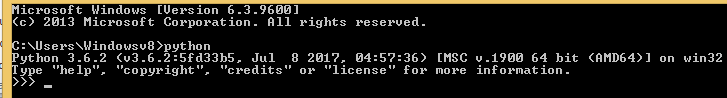 Microsoft Windows [Version 6.3.9600]
(c) 2013 Microsoft Corporation. All rights reserved.
C:\Users\Windowsv8>python
Python 3.6.2 (v3.6.2:5fd33b5, Jul  8 2017, 04:57:36) [MSC v.1900 64 bit (AMD64)] on win32
Type "help", "copyright", "credits" or "license" for more information.
>>> _